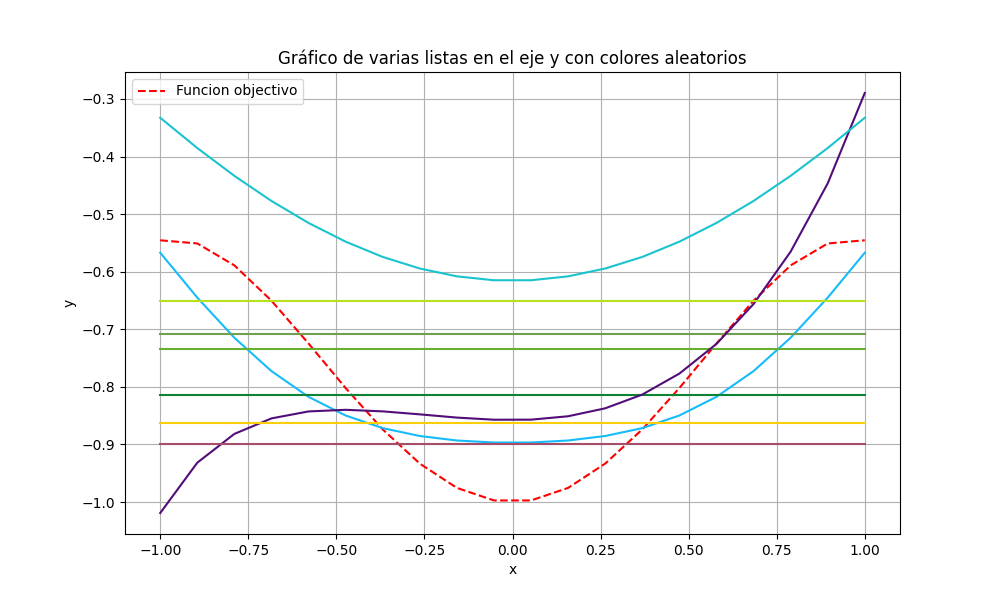 Gráfico de varias listas en el eje y con colores aleatorios
Funcion objectivo
−0.3
−0.4
−0.5
−0.6
−0.7
−0.8
−0.9
−1.0
y
−1.00 −0.75 −0.50 −0.25 0.00 0.25 0.50 0.75 1.00
x